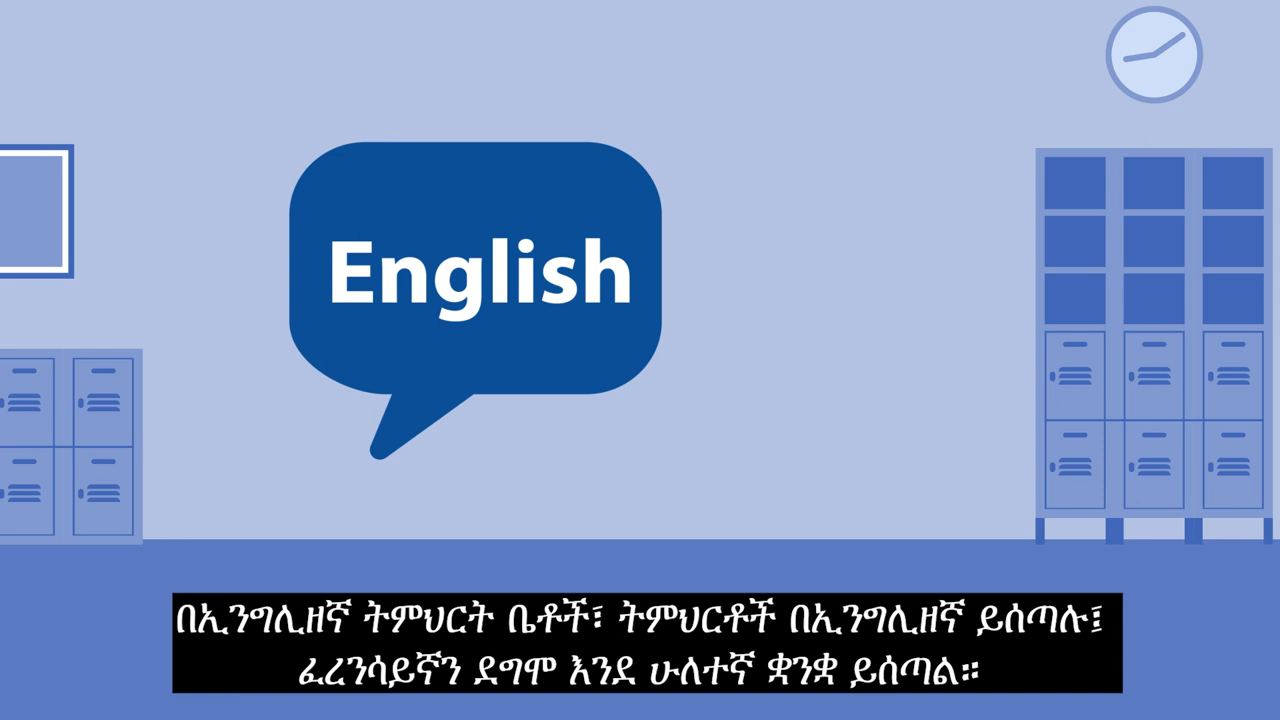 English
በኢንግሊዘኛ ትምህርት ቤቶች፣ ትምህርቶች በኢንግሊዘኛ ይሰጣሉ፤
ፈረንሳይኛን ደግሞ እንደ ሁለተኛ ቋንቋ ይሰጣል።